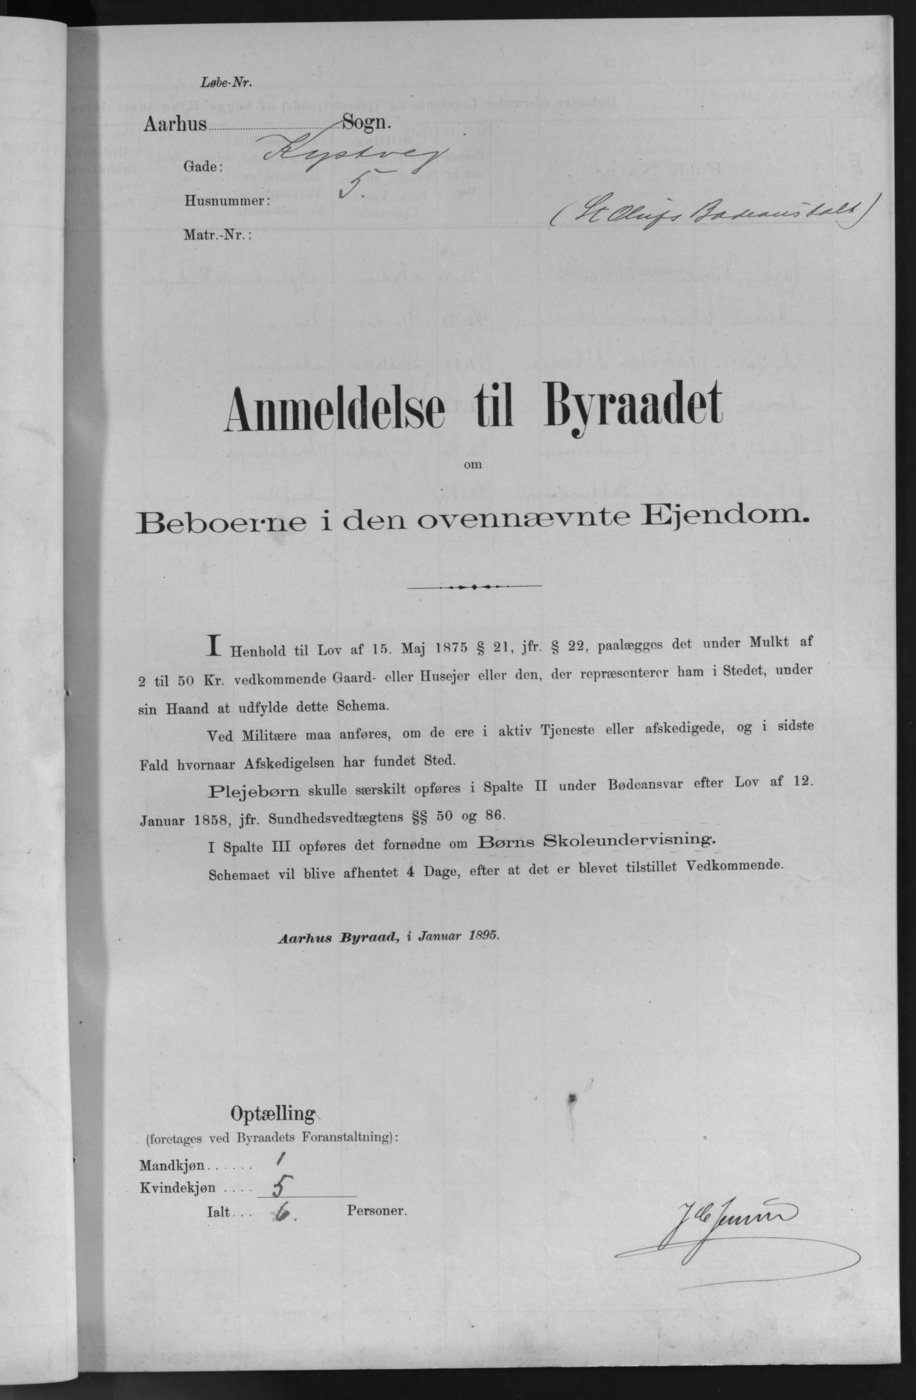 Løbe-Nr.
Aarhus Sogn.
Gade: Kystvej
Husnummer: 5.
(St Olufs Badeanstalt)
Matr.-Nr.:
Anmeldelse til Byraadet
om
Beboerne i den ovennævnte Ejendom.
I Henhold til Lov af 15. Maj 1875 § 21, jfr. § 22, paalægges det under Mulkt af
2 til 50 Kr. vedkommende Gaard- eller Husejer eller den, der repræsenterer ham i Stedet, under
sin Haand at udfylde dette Schema.
Ved Militære maa anføres, om de ere i aktiv Tjeneste eller afskedigede, og i sidste
Fald hvornaar Afskedigelsen har fundet Sted.
Plejebørn skulle særskilt opføres i Spalte II under Bødeansvar efter Lov af 12.
Januar 1858, jfr. Sundhedsvedtægtens §§ 50 og 86.
I Spalte III opføres det fornødne om Børns Skoleundervisning.
Schemaet vil blive afhentet 4 Dage, efter at det er blevet tilstillet Vedkommende.
Aarhus Byraad, i Januar 1895.
Optælling
(foretages ved Byraadets Foranstaltning):
Mandkjøn...... 1
Kvindekjøn .... 5
Ialt... 6. Personer.